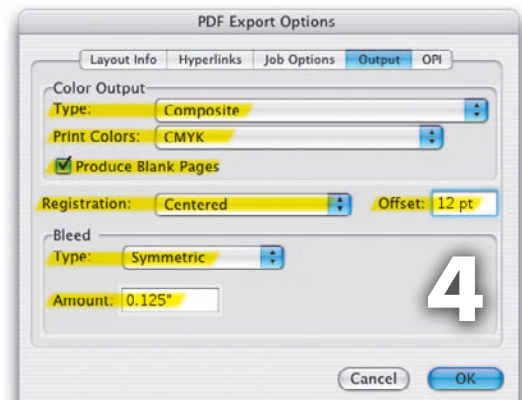 PDF Export Options
Layout Info Hyperlinks Job Options Output OPI
Color Output
Type: Composite
Print Colors: CMYK
Produce Blank Pages
Registration: Centered Offset: 12 pt
Bleed
Type: Symmetric
Amount: 0.125"
4
Cancel OK